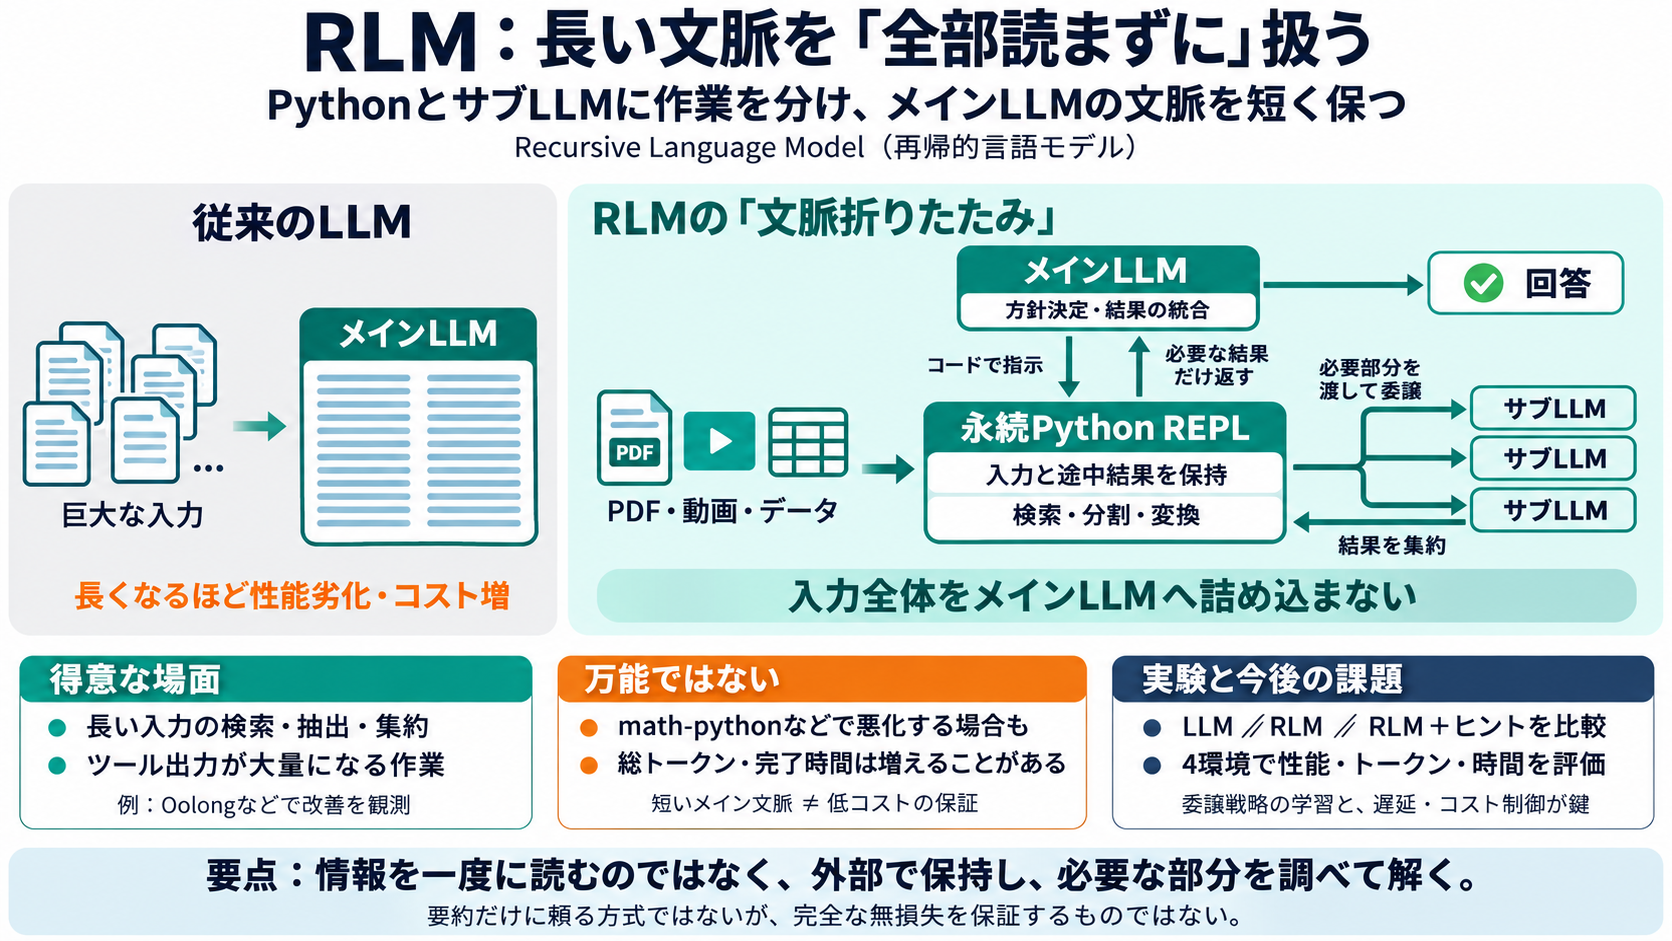 RLM：長い文脈を「全部読まずに」扱う
PythonとサブLLMに作業を分け、メインLLMの文脈を短く保つ
Recursive Language Model（再帰的言語モデル）
従来のLLM
メインLLM
...
巨大な入力
長くなるほど性能劣化・コスト増
RLMの「文脈折りたたみ」
メインLLM
方針決定・結果の統合
回答
コードで指示
必要な結果
だけ返す
必要部分を
渡して委譲
PDF
PDF・動画・データ
永続Python REPL
入力と途中結果を保持
検索・分割・変換
サブLLM
サブLLM
サブLLM
結果を集約
入力全体をメインLLMへ詰め込まない
得意な場面
● 長い入力の検索・抽出・集約
● ツール出力が大量になる作業
例：Oolongなどで改善を観測
万能ではない
● math-pythonなどで悪化する場合も
● 総トークン・完了時間は増えることがある
短いメイン文脈 ≠ 低コストの保証
実験と今後の課題
● LLM ∕∕ RLM ∕∕ RLM＋ヒントを比較
● 4環境で性能・トークン・時間を評価
委譲戦略の学習と、遅延・コスト制御が鍵
要点：情報を一度に読むのではなく、外部で保持し、必要な部分を調べて解く。
要約だけに頼る方式ではないが、完全な無損失を保証するものではない。